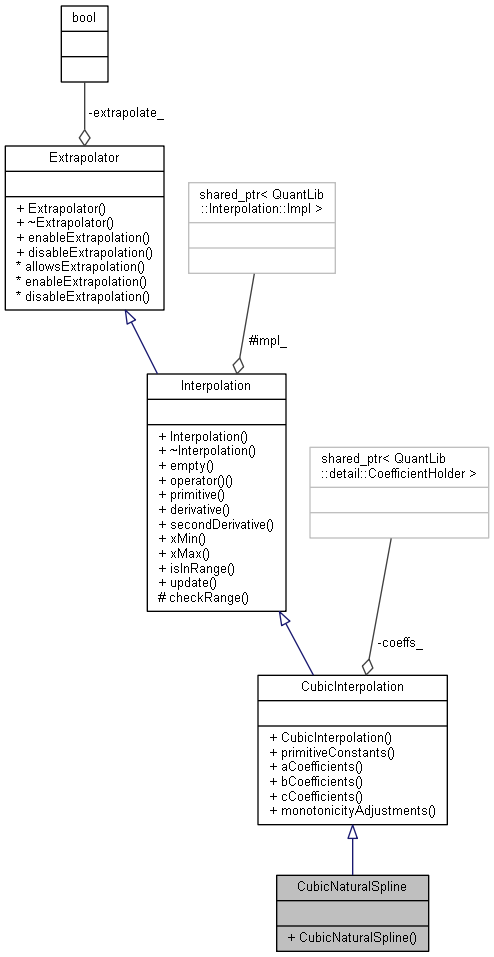 bool
-extrapolate_
Extrapolator
+ Extrapolator()
+ ~Extrapolator()
+ enableExtrapolation()
+ disableExtrapolation()
* allowsExtrapolation()
* enableExtrapolation()
* disableExtrapolation()
shared_ptr< QuantLib
::Interpolation::Impl >
#impl_
Interpolation
+ Interpolation()
+ ~Interpolation()
+ empty()
+ operator()()
+ primitive()
+ derivative()
+ secondDerivative()
+ xMin()
+ xMax()
+ isInRange()
+ update()
# checkRange()
shared_ptr< QuantLib
::detail::CoefficientHolder >
-coeffs_
CubicInterpolation
+ CubicInterpolation()
+ primitiveConstants()
+ aCoefficients()
+ bCoefficients()
+ cCoefficients()
+ monotonicityAdjustments()
CubicNaturalSpline
+ CubicNaturalSpline()